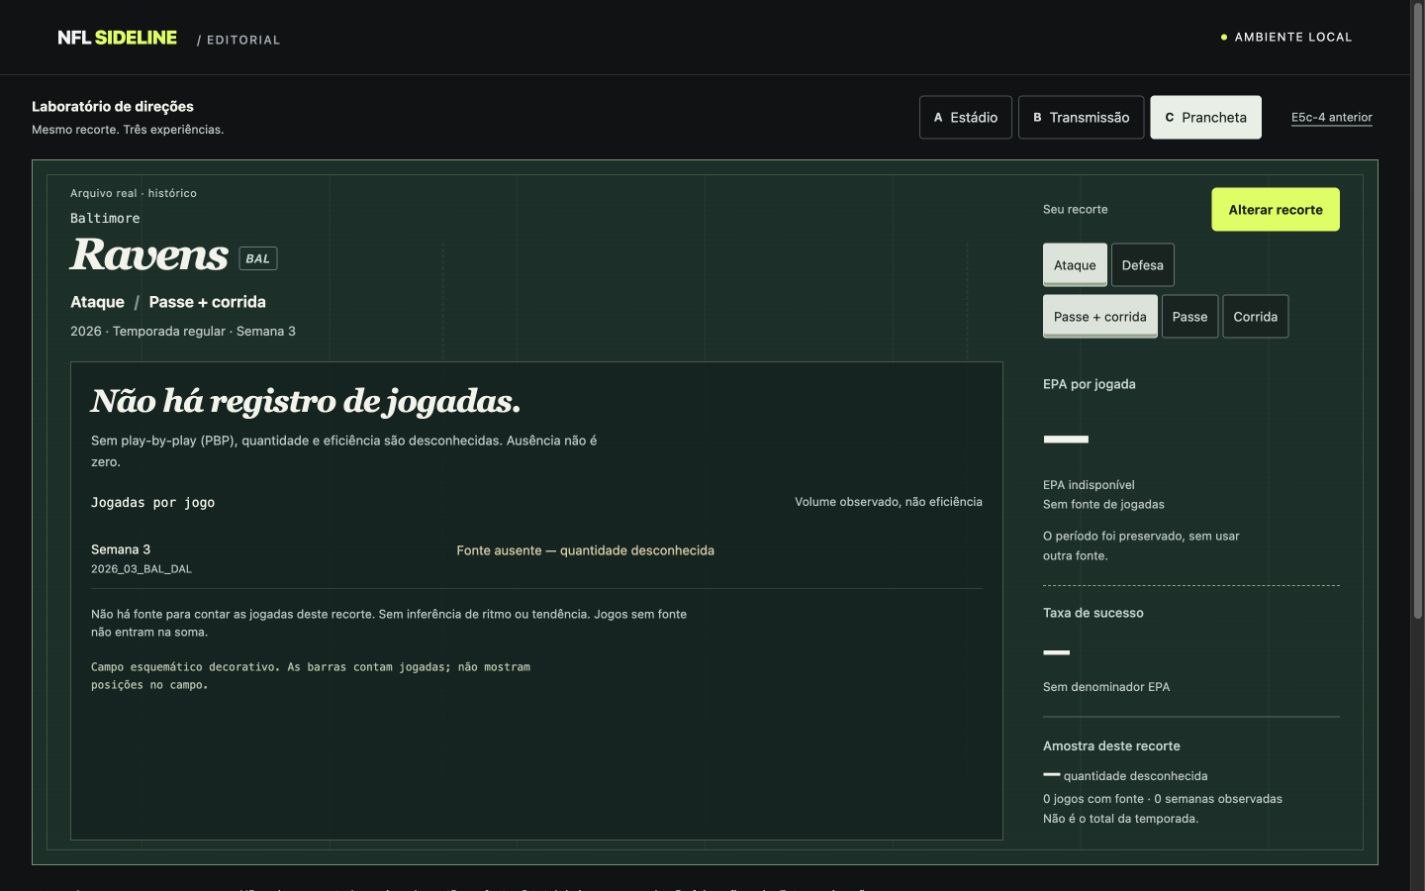 NFL SIDELINE / EDITORIAL
AMBIENTE LOCAL
Laboratório de direções
Mesmo recorte. Três experiências.
A Estádio
B Transmissão
C Prancheta
E5c-4 anterior
Arquivo real · histórico
Baltimore
Ravens BAL
Ataque / Passe + corrida
2026 · Temporada regular · Semana 3
Não há registro de jogadas.
Sem play-by-play (PBP), quantidade e eficiência são desconhecidas. Ausência não é
zero.
Jogadas por jogo
Volume observado, não eficiência
Semana 3
2026_03_BAL_DAL
Fonte ausente — quantidade desconhecida
Não há fonte para contar as jogadas deste recorte. Sem inferência de ritmo ou tendência. Jogos sem fonte
não entram na soma.
Campo esquemático decorativo. As barras contam jogadas; não mostram
posições no campo.
Seu recorte
Alterar recorte
Ataque
Defesa
Passe + corrida
Passe
Corrida
EPA por jogada
—
EPA indisponível
Sem fonte de jogadas
O período foi preservado, sem usar
outra fonte.
Taxa de sucesso
—
Sem denominador EPA
Amostra deste recorte
— quantidade desconhecida
0 jogos com fonte · 0 semanas observadas
Não é o total da temporada.